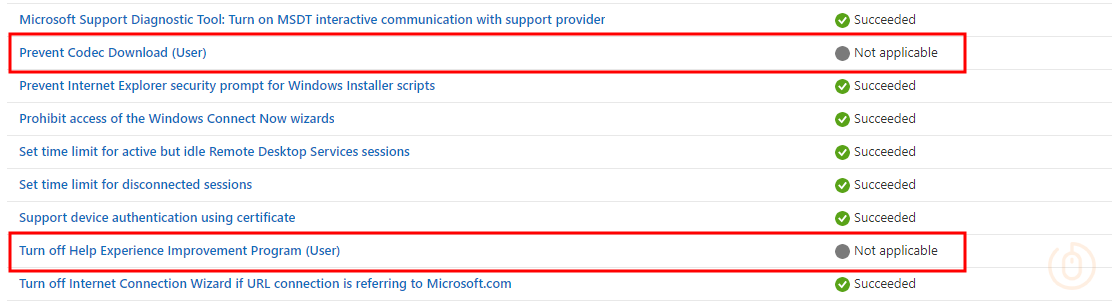 Microsoft Support Diagnostic Tool: Turn on MSDT interactive communication with support provider Succeeded
Prevent Codec Download (User) Not applicable
Prevent Internet Explorer security prompt for Windows Installer scripts Succeeded
Prohibit access of the Windows Connect Now wizards Succeeded
Set time limit for active but idle Remote Desktop Services sessions Succeeded
Set time limit for disconnected sessions Succeeded
Support device authentication using certificate Succeeded
Turn off Help Experience Improvement Program (User) Not applicable
Turn off Internet Connection Wizard if URL connection is referring to Microsoft.com Succeeded